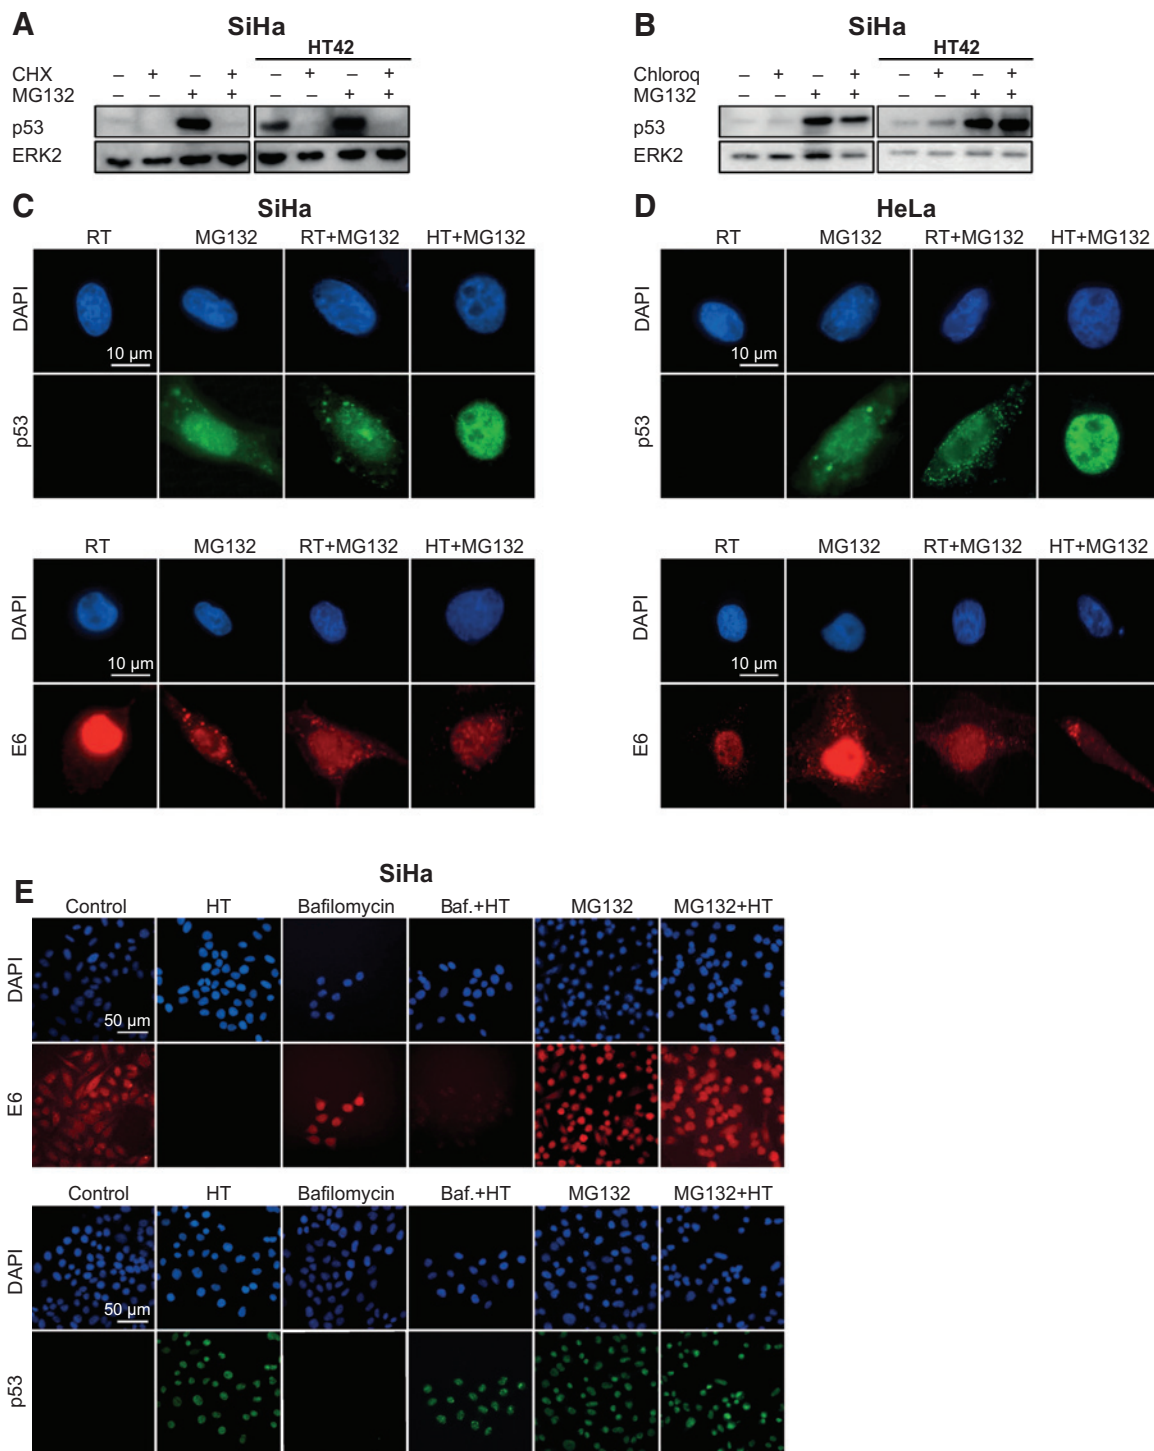 A
SiHa
HT42
CHX – + – + – + – +
MG132 – – + + – – + +
p53
ERK2
B
SiHa
HT42
Chloroq – + – + – + – +
MG132 – – + + – – + +
p53
ERK2
C
SiHa
RT MG132 RT+MG132 HT+MG132
DAPI
10 µm
p53
RT MG132 RT+MG132 HT+MG132
DAPI
10 µm
E6
D
HeLa
RT MG132 RT+MG132 HT+MG132
DAPI
10 µm
p53
RT MG132 RT+MG132 HT+MG132
DAPI
10 µm
E6
E
SiHa
Control HT Bafilomycin Baf.+HT MG132 MG132+HT
DAPI
50 µm
E6
Control HT Bafilomycin Baf.+HT MG132 MG132+HT
DAPI
50 µm
p53